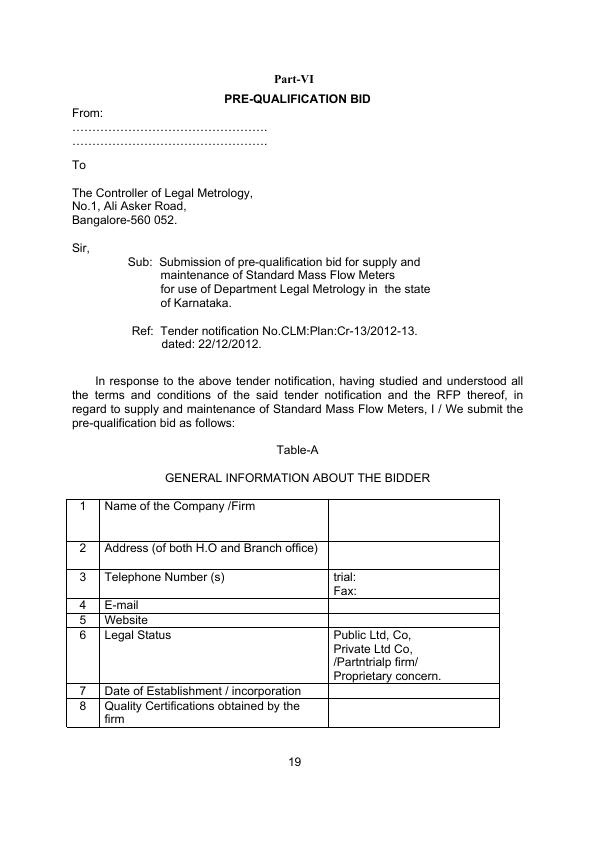 Part-VI
PRE-QUALIFICATION BID
From:
……………………………………….
……………………………………….
To
The Controller of Legal Metrology,
No.1, Ali Asker Road,
Bangalore-560 052.
Sir,
Sub: Submission of pre-qualification bid for supply and
maintenance of Standard Mass Flow Meters
for use of Department Legal Metrology in the state
of Karnataka.
Ref: Tender notification No.CLM:Plan:Cr-13/2012-13.
dated: 22/12/2012.
In response to the above tender notification, having studied and understood all
the terms and conditions of the said tender notification and the RFP thereof, in
regard to supply and maintenance of Standard Mass Flow Meters, I / We submit the
pre-qualification bid as follows:
Table-A
GENERAL INFORMATION ABOUT THE BIDDER
1 Name of the Company /Firm
2 Address (of both H.O and Branch office)
3 Telephone Number (s) trial:
Fax:
4 E-mail
5 Website
6 Legal Status Public Ltd, Co,
Private Ltd Co,
/Partntrialp firm/
Proprietary concern.
7 Date of Establishment / incorporation
8 Quality Certifications obtained by the
firm
19